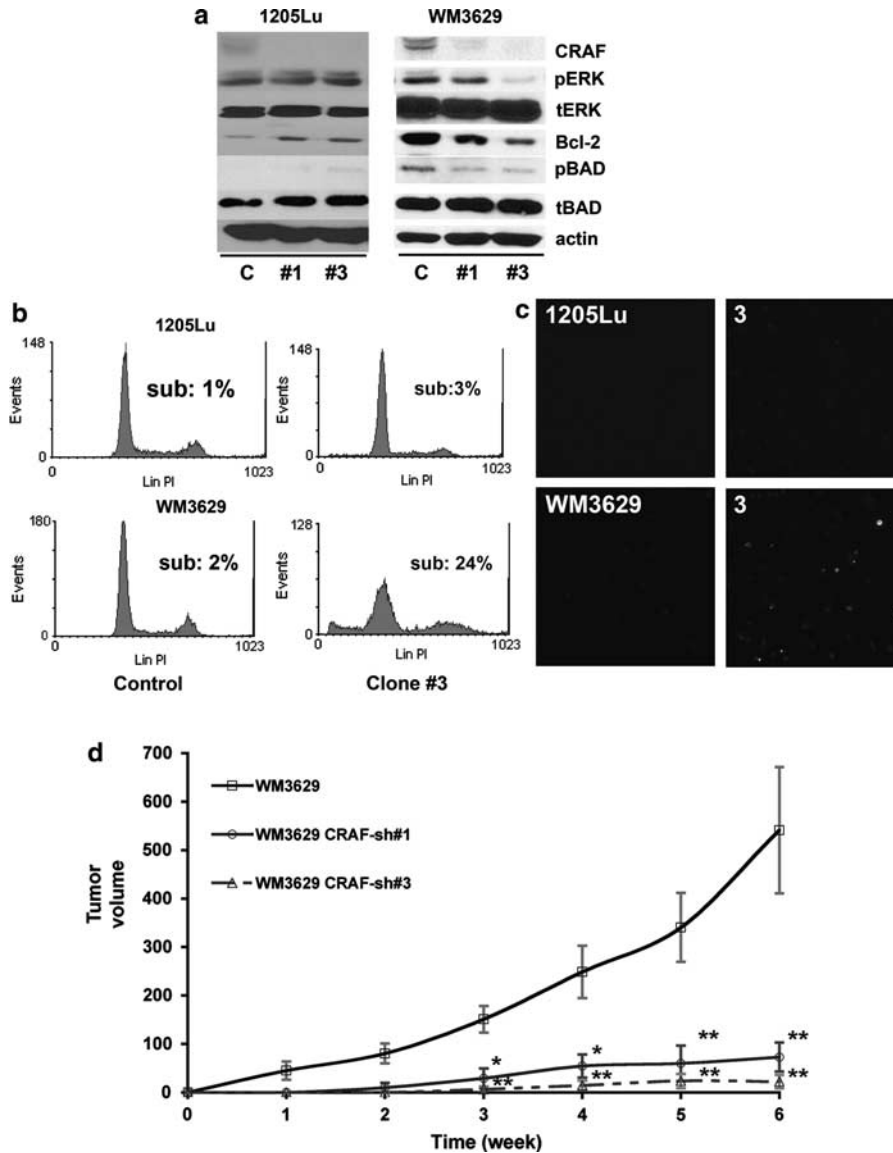 a
1205Lu WM3629
CRAF
pERK
tERK
Bcl-2
pBAD
tBAD
actin
C #1 #3 C #1 #3
b
1205Lu
148
Events
0
sub: 1%
0 1023
Lin PI
148
Events
0
sub:3%
0 1023
Lin PI
WM3629
180
Events
0
sub: 2%
0 1023
Lin PI
128
Events
0
sub: 24%
0 1023
Lin PI
Control Clone #3
c
1205Lu 3
WM3629 3
d
700
600
500
400
300
200
100
0
Tumor
volume
WM3629
WM3629 CRAF-sh#1
WM3629 CRAF-sh#3
* * ** **
** ** ** **
0 1 2 3 4 5 6
Time (week)